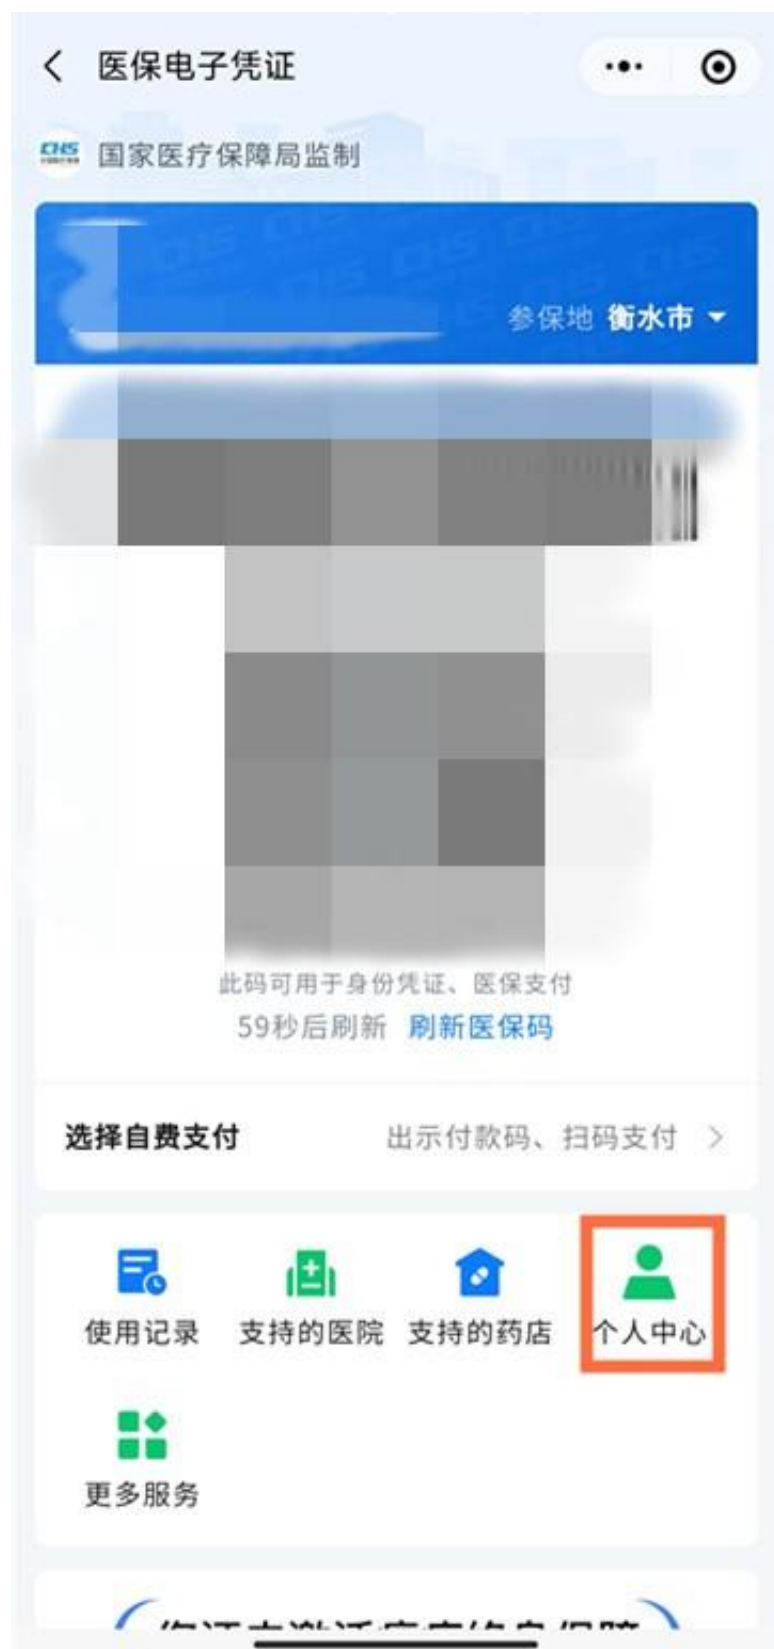 医保电子凭证
CHS 国家医疗保障局监制
参保地 衡水市
此码可用于身份凭证、医保支付
59秒后刷新 刷新医保码
选择自费支付 出示付款码、扫码支付
使用记录 支持的医院 支持的药店 个人中心
更多服务